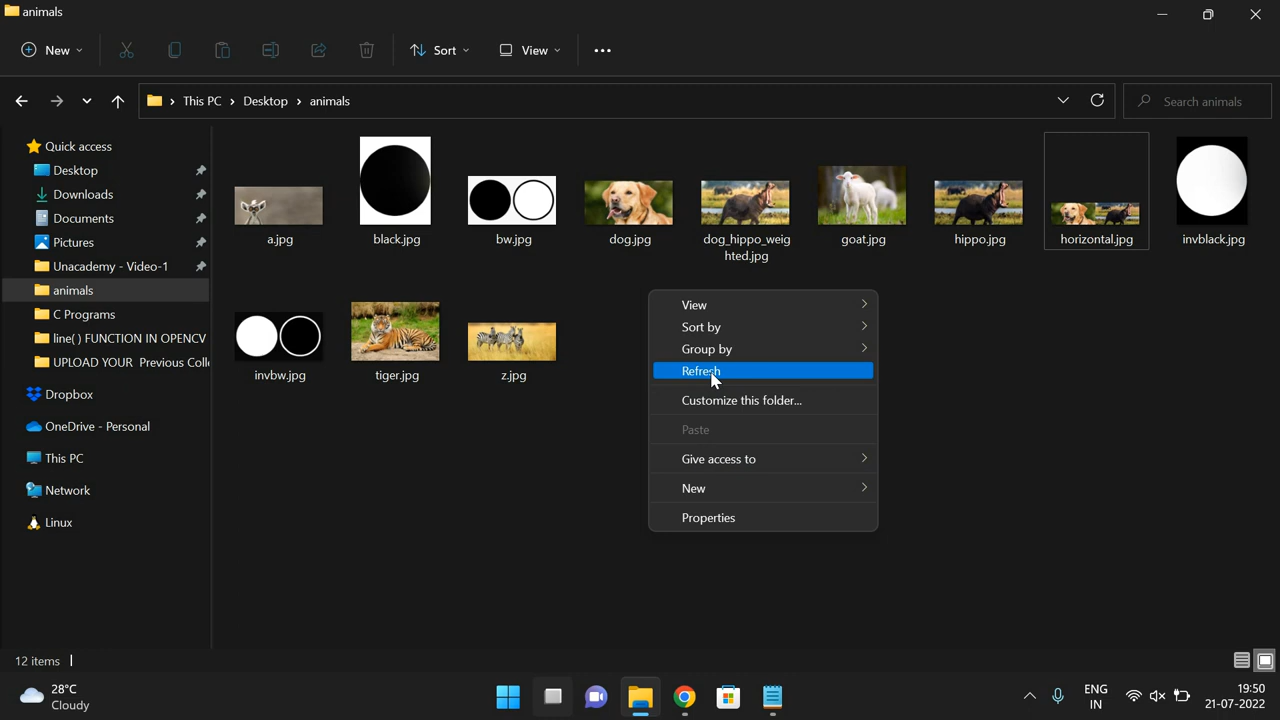 animals
New
Sort
View
This PC
Desktop
animals
Search animals
Quick access
Desktop
Downloads
Documents
Pictures
Unacademy - Video-1
animals
C Programs
line( ) FUNCTION IN OPENCV
UPLOAD YOUR Previous Coll
Dropbox
OneDrive - Personal
This PC
Network
Linux
a.jpg
black.jpg
bw.jpg
dog.jpg
dog_hippo_weig
hted.jpg
goat.jpg
hippo.jpg
horizontal.jpg
invblack.jpg
invbw.jpg
tiger.jpg
z.jpg
View
Sort by
Group by
Refresh
Customize this folder...
Paste
Give access to
New
Properties
12 items
28°C
Cloudy
ENG
IN
19:50
21-07-2022